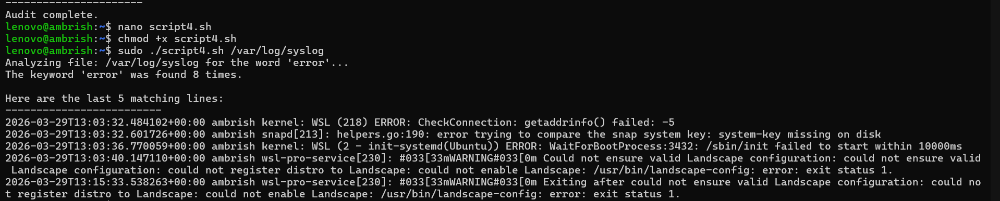 ----------------------
Audit complete.
lenovo@ambrish:~$ nano script4.sh
lenovo@ambrish:~$ chmod +x script4.sh
lenovo@ambrish:~$ sudo ./script4.sh /var/log/syslog
Analyzing file: /var/log/syslog for the word 'error'...
The keyword 'error' was found 8 times.

Here are the last 5 matching lines:
-------------------------
2026-03-29T13:03:32.484102+00:00 ambrish kernel: WSL (218) ERROR: CheckConnection: getaddrinfo() failed: -5
2026-03-29T13:03:32.601726+00:00 ambrish snapd[213]: helpers.go:190: error trying to compare the snap system key: system-key missing on disk
2026-03-29T13:03:36.770059+00:00 ambrish kernel: WSL (2 - init-systemd(Ubuntu)) ERROR: WaitForBootProcess:3432: /sbin/init failed to start within 10000ms
2026-03-29T13:03:40.147110+00:00 ambrish wsl-pro-service[230]: #033[33mWARNING#033[0m Could not ensure valid Landscape configuration: could not ensure valid
 Landscape configuration: could not register distro to Landscape: could not enable Landscape: /usr/bin/landscape-config: error: exit status 1.
2026-03-29T13:15:33.538263+00:00 ambrish wsl-pro-service[230]: #033[33mWARNING#033[0m Exiting after could not ensure valid Landscape configuration: could no
t register distro to Landscape: could not enable Landscape: /usr/bin/landscape-config: error: exit status 1.